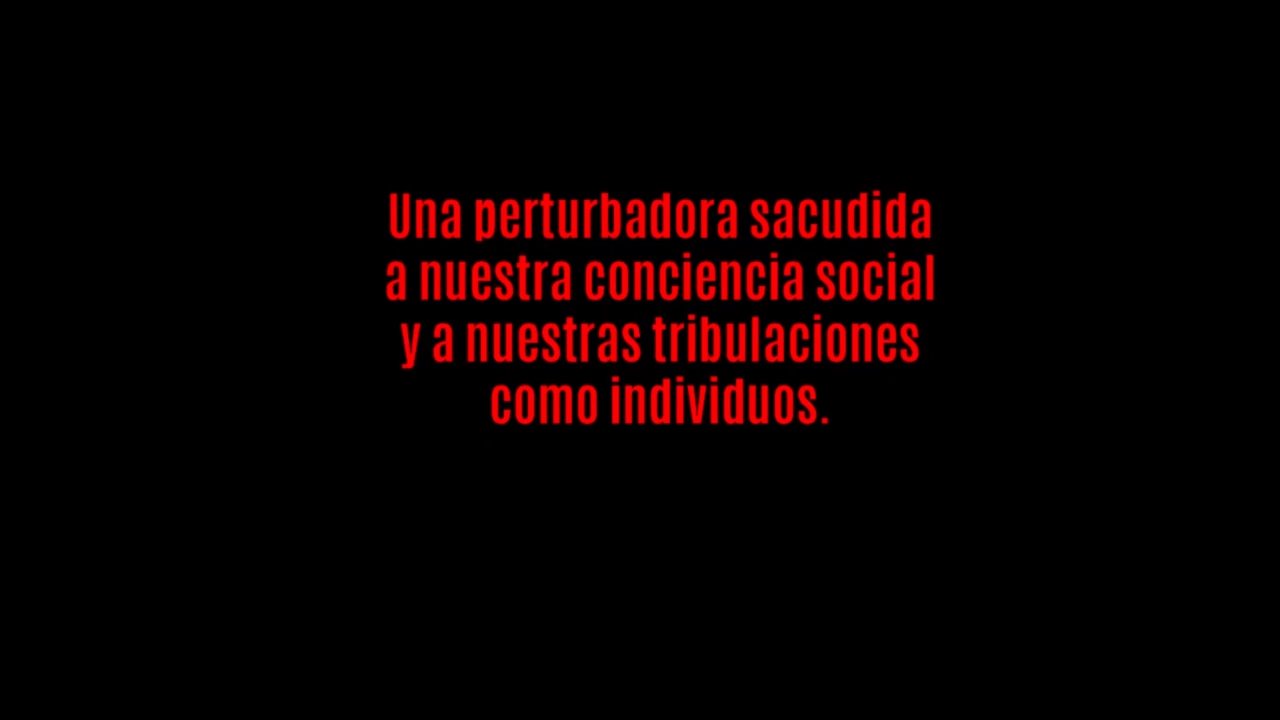 Una perturbadora sacudida
a nuestra conciencia social
y a nuestras tribulaciones
como individuos.